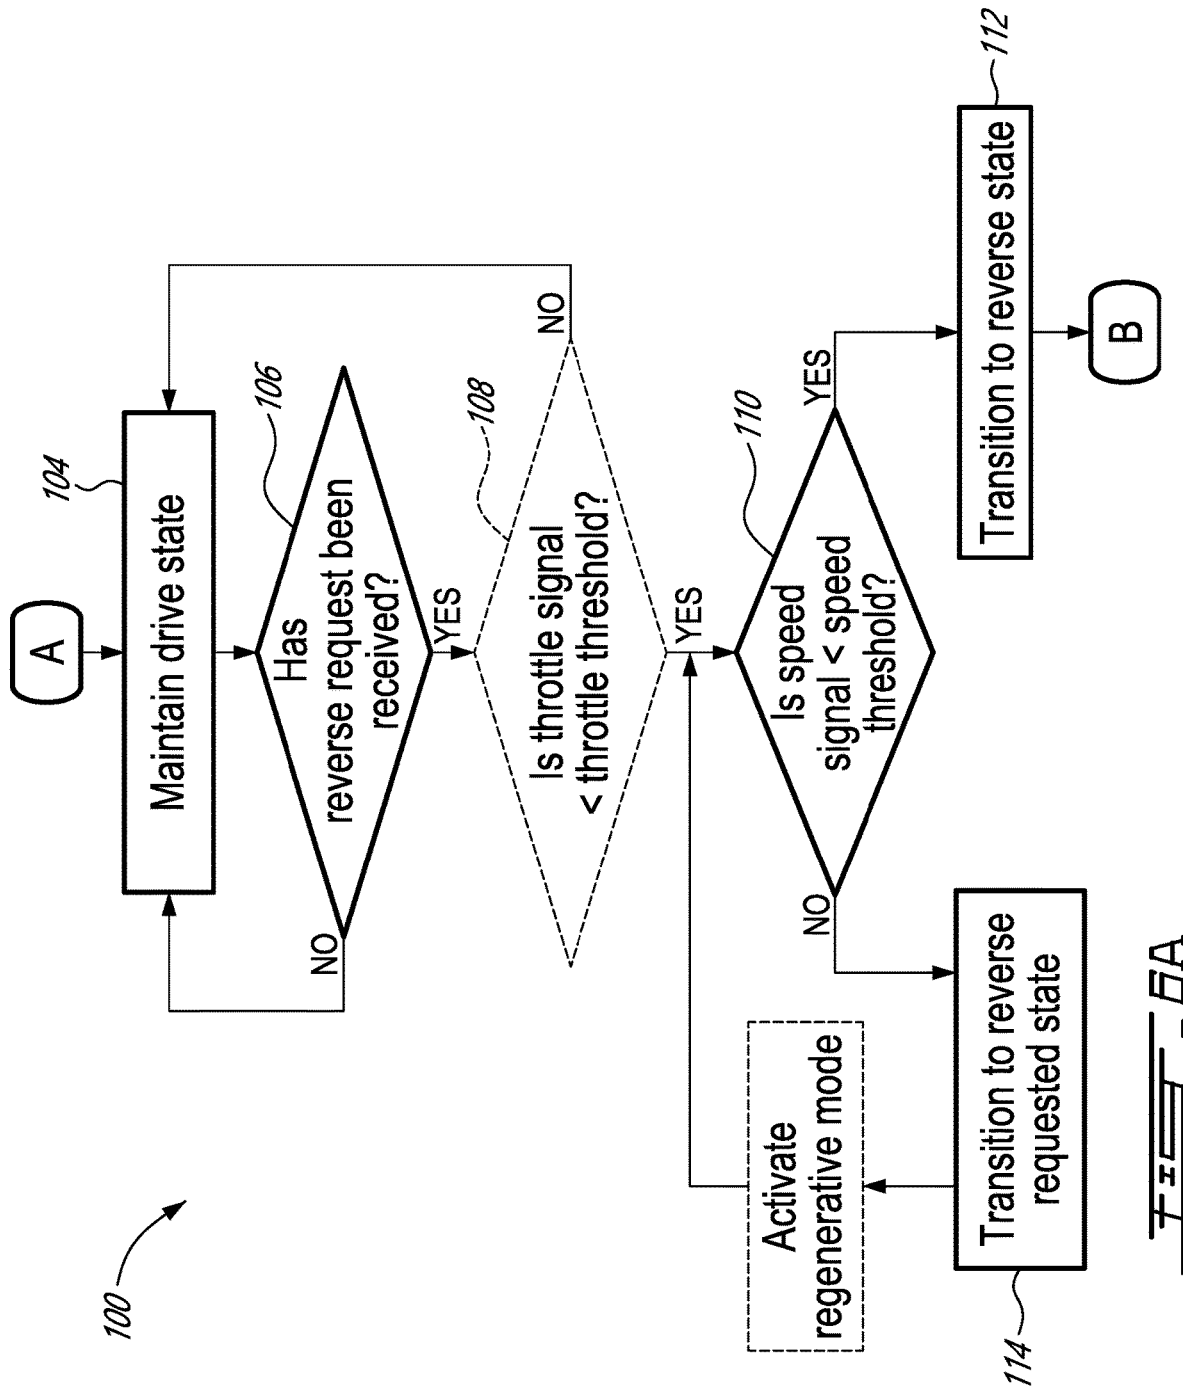 A
104
Maintain drive state
106
Has
reverse request been
received?
NO
YES
108
Is throttle signal
< throttle threshold?
NO
YES
110
Is speed
signal < speed
threshold?
NO
YES
Activate
regenerative mode
Transition to reverse
requested state
114
Transition to reverse state
112
B
100